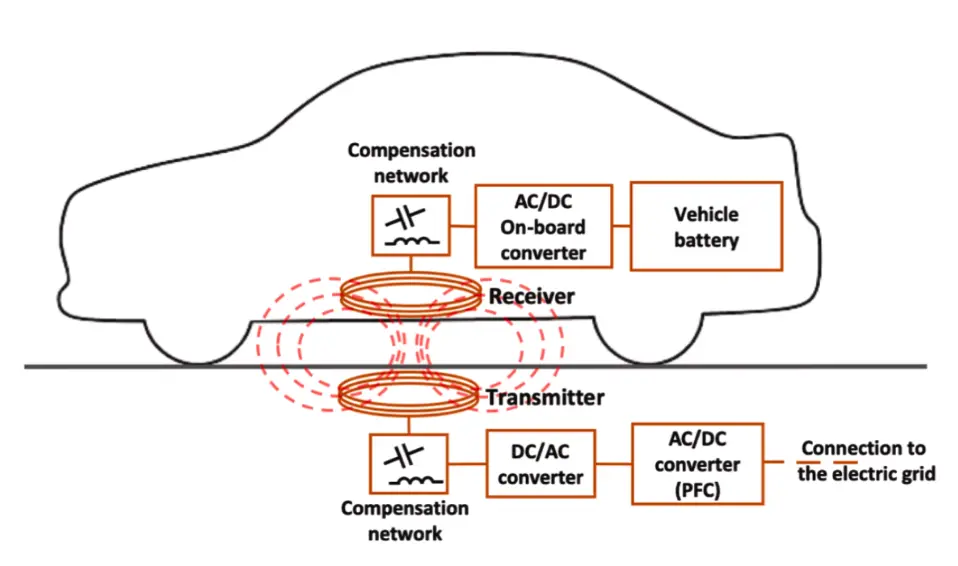 Compensation
network
AC/DC
On-board
converter
Vehicle
battery
Receiver
Transmitter
DC/AC
converter
AC/DC
converter
(PFC)
Connection to
the electric grid
Compensation
network